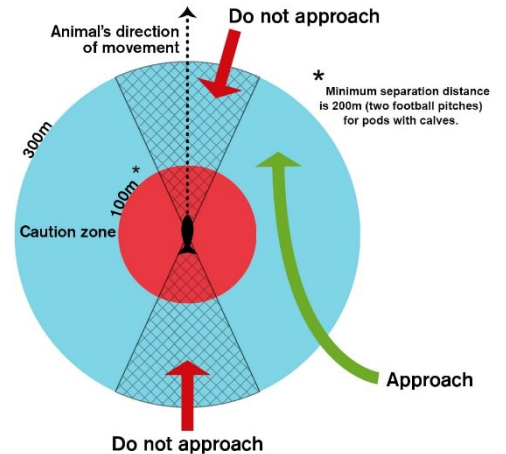 Do not approach
Animal's direction
of movement
* Minimum separation distance
is 200m (two football pitches)
for pods with calves.
300m
100m *
Caution zone
Approach
Do not approach